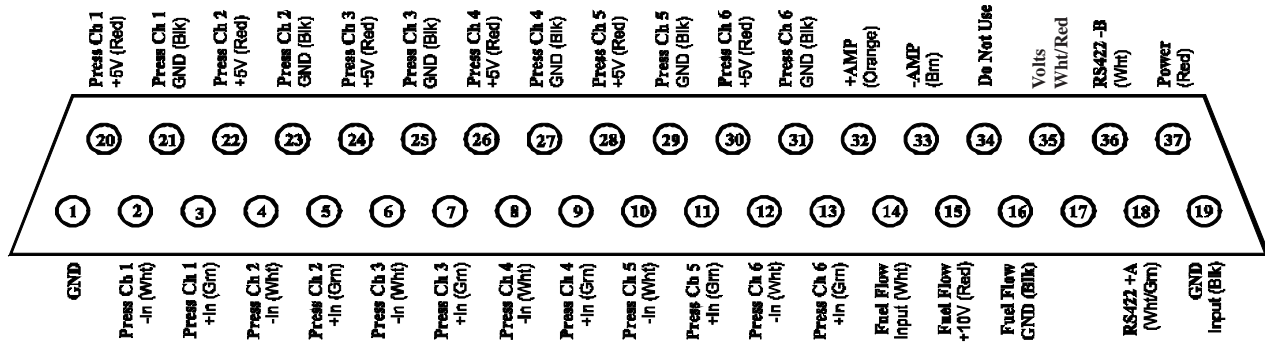 Press Ch 1
+5V (Red)
Press Ch 1
GND (Blk)
Press Ch 2
+5V (Red)
Press Ch 2
GND (Blk)
Press Ch 3
+5V (Red)
Press Ch 3
GND (Blk)
Press Ch 4
+5V (Red)
Press Ch 4
GND (Blk)
Press Ch 5
+5V (Red)
Press Ch 5
GND (Blk)
Press Ch 6
+5V (Red)
Press Ch 6
GND (Blk)
+AMP
(Orange)
-AMP
(Brn)
Do Not Use
Volts
Wht/Red
RS422 -B
(Wht)
Power
(Red)
20 21 22 23 24 25 26 27 28 29 30 31 32 33 34 35 36 37
1 2 3 4 5 6 7 8 9 10 11 12 13 14 15 16 17 18 19
GND
Press Ch 1
-In (Wht)
Press Ch 1
+In (Grn)
Press Ch 2
-In (Wht)
Press Ch 2
+In (Grn)
Press Ch 3
-In (Wht)
Press Ch 3
+In (Grn)
Press Ch 4
-In (Wht)
Press Ch 4
+In (Grn)
Press Ch 5
-In (Wht)
Press Ch 5
+In (Grn)
Press Ch 6
-In (Wht)
Press Ch 6
+In (Grn)
Fuel Flow
Input (Wht)
Fuel Flow
+10V (Red)
Fuel Flow
GND (Blk)
RS422 +A
(Wht/Grn)
GND
Input (Blk)